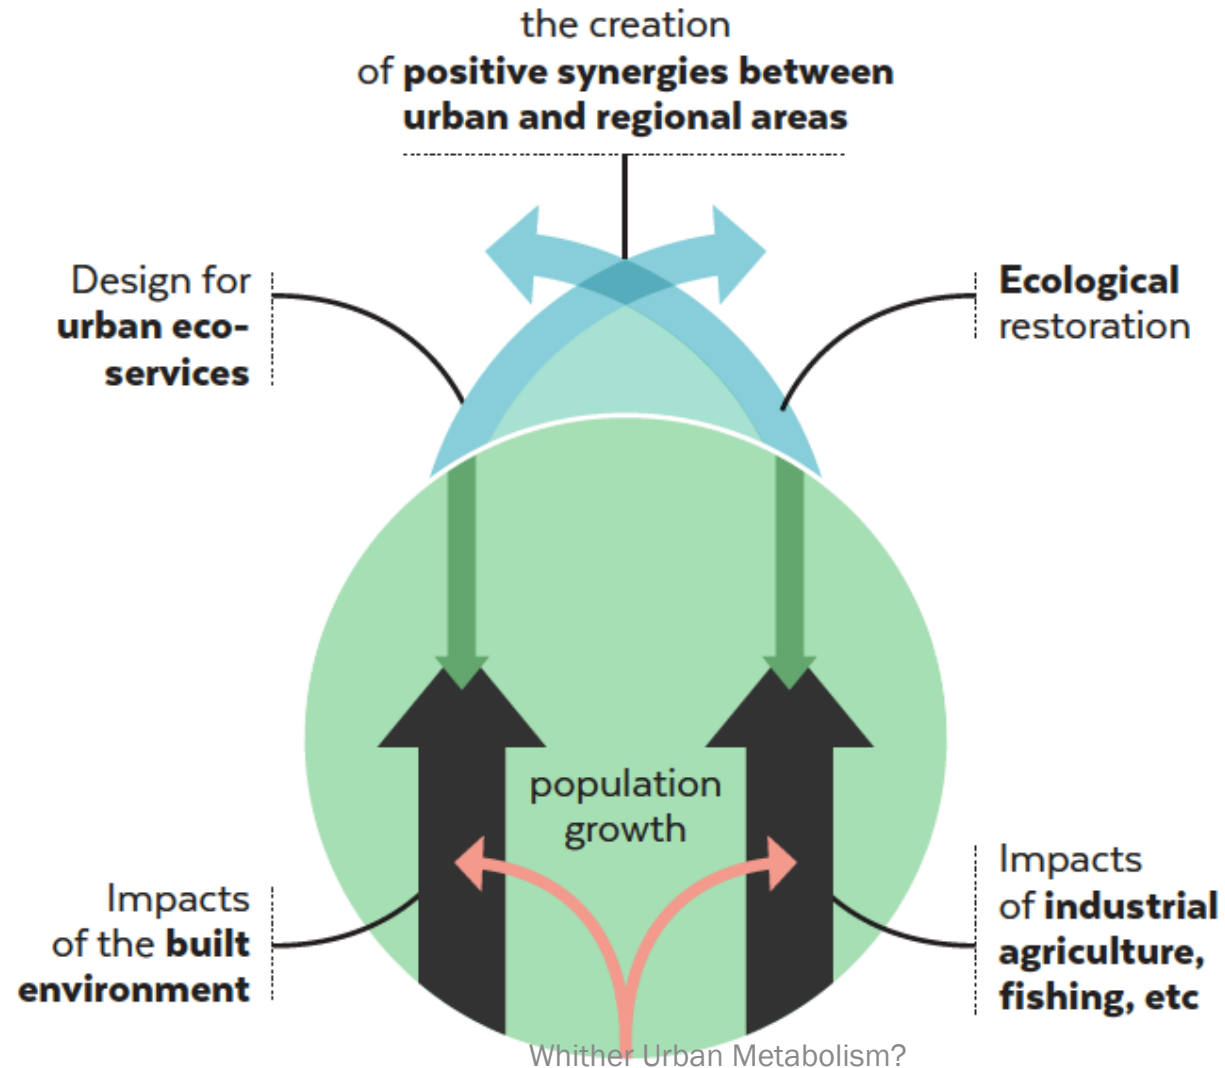 the creation
of positive synergies between
urban and regional areas
Design for
urban eco-
services
Ecological
restoration
population
growth
Impacts
of the built
environment
Impacts
of industrial
agriculture,
fishing, etc
Whither Urban Metabolism?